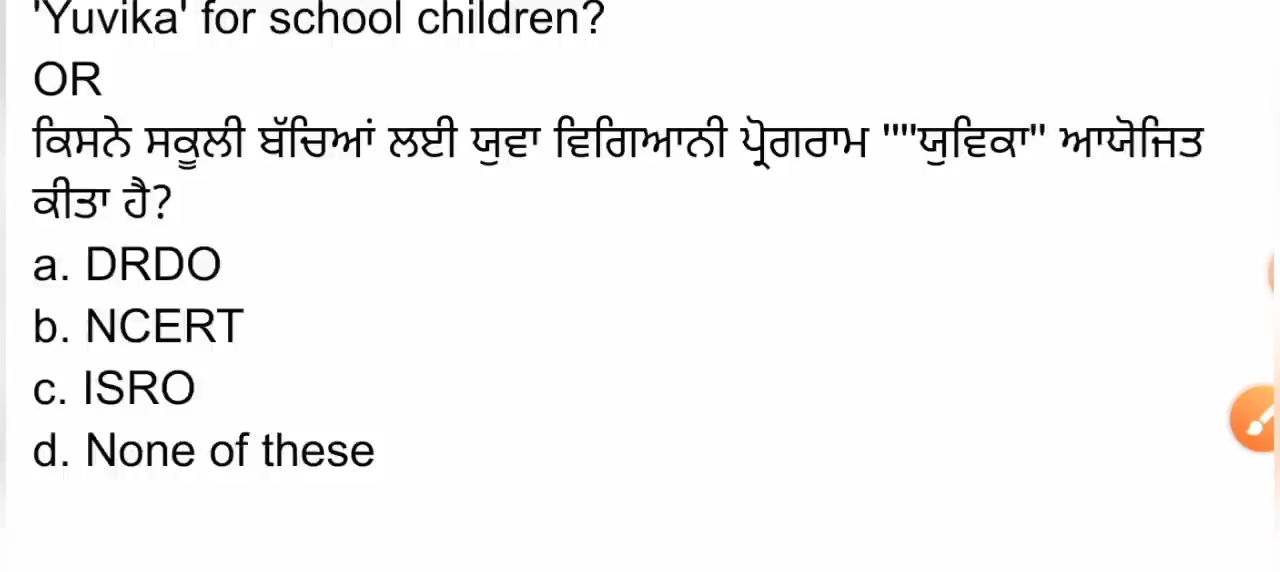 'Yuvika' for school children?
OR
ਕਿਸਨੇ ਸਕੂਲੀ ਬੱਚਿਆਂ ਲਈ ਯੁਵਾ ਵਿਗਿਆਨੀ ਪ੍ਰੋਗਰਾਮ """ਯੁਵਿਕਾ" ਆਯੋਜਿਤ
ਕੀਤਾ ਹੈ?
a. DRDO
b. NCERT
c. ISRO
d. None of these